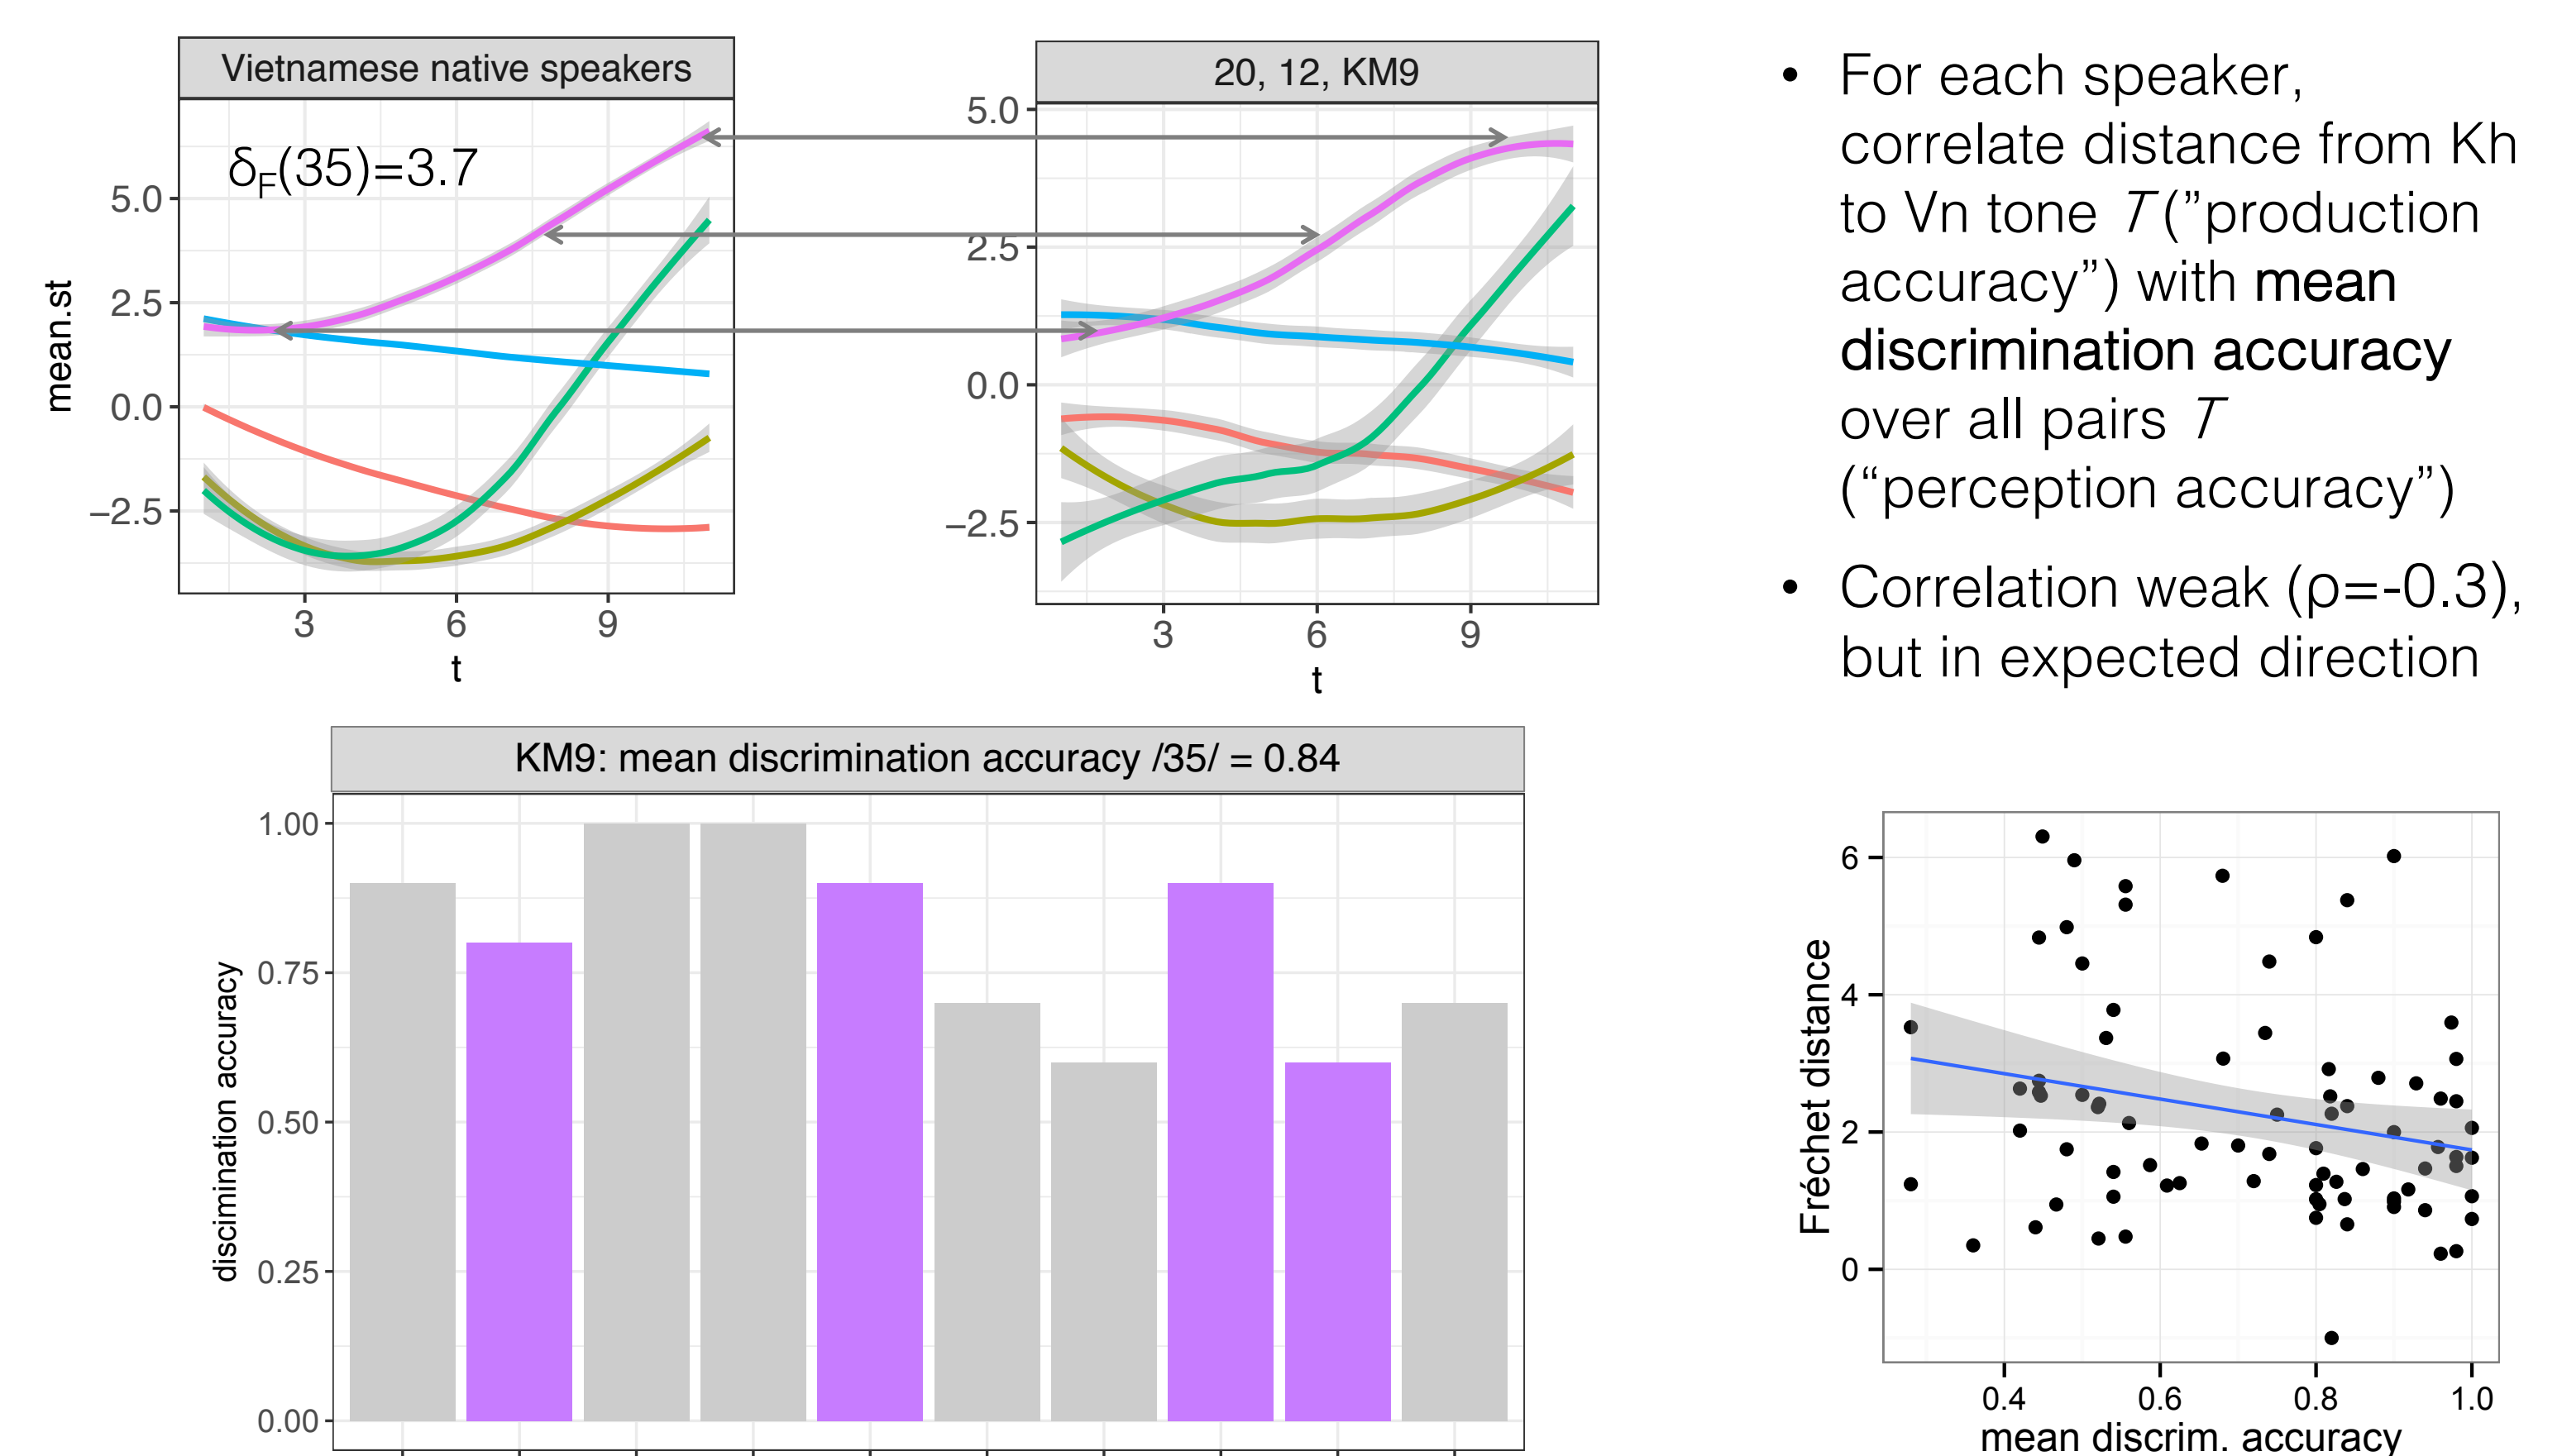 Vietnamese native speakers
δF(35)=3.7
5.0
2.5
0.0
−2.5
mean.st
3 6 9
t
20, 12, KM9
5.0
2.5
0.0
−2.5
3 6 9
t
• For each speaker,
correlate distance from Kh
to Vn tone T ("production
accuracy") with mean
discrimination accuracy
over all pairs T
("perception accuracy")
• Correlation weak (ρ=-0.3),
but in expected direction
KM9: mean discrimination accuracy /35/ = 0.84
1.00
0.75
0.50
0.25
0.00
discimination accuracy
6
4
2
0
Fréchet distance
0.4 0.6 0.8 1.0
mean discrim. accuracy